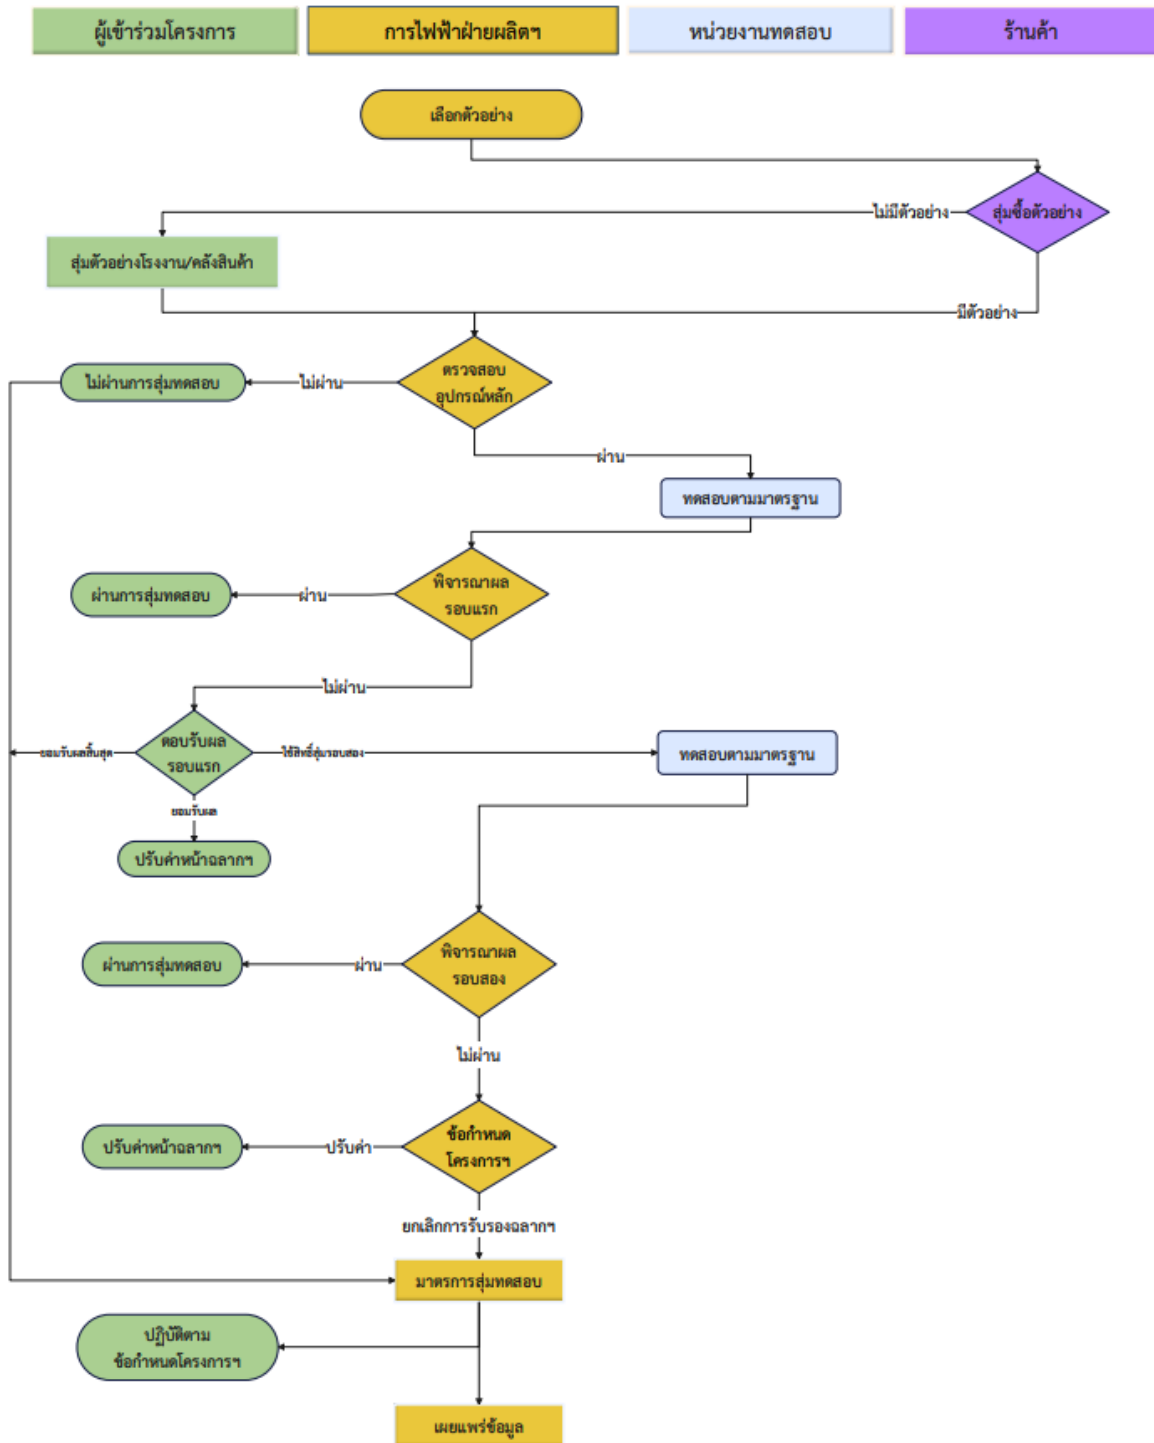 ผู้เข้าร่วมโครงการ
การไฟฟ้าฝ่ายผลิตฯ
หน่วยงานทดสอบ
ร้านค้า
เลือกตัวอย่าง
สุ่มซื้อตัวอย่าง
ไม่มีตัวอย่าง
สุ่มตัวอย่างโรงงาน/คลังสินค้า
มีตัวอย่าง
ตรวจสอบ
อุปกรณ์หลัก
ไม่ผ่าน
ไม่ผ่านการสุ่มทดสอบ
ผ่าน
ทดสอบตามมาตรฐาน
พิจารณาผล
รอบแรก
ผ่าน
ผ่านการสุ่มทดสอบ
ไม่ผ่าน
ตอบรับผล
รอบแรก
ยอมรับผลสิ้นสุด
ใช้สิทธิ์สุ่มรอบสอง
ทดสอบตามมาตรฐาน
ยอมรับผล
ปรับค่าหน้าฉลากฯ
พิจารณาผล
รอบสอง
ผ่าน
ผ่านการสุ่มทดสอบ
ไม่ผ่าน
ข้อกำหนด
โครงการฯ
ปรับค่า
ปรับค่าหน้าฉลากฯ
ยกเลิกการรับรองฉลากฯ
มาตรการสุ่มทดสอบ
ปฏิบัติตาม
ข้อกำหนดโครงการฯ
เผยแพร่ข้อมูล